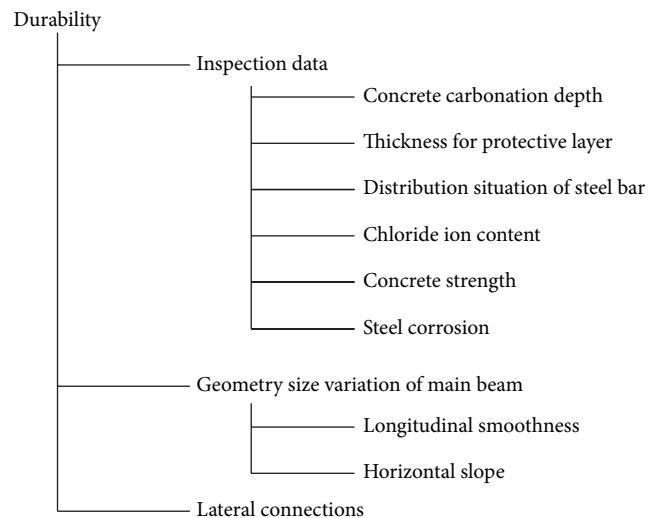 Durability
Inspection data
Concrete carbonation depth
Thickness for protective layer
Distribution situation of steel bar
Chloride ion content
Concrete strength
Steel corrosion
Geometry size variation of main beam
Longitudinal smoothness
Horizontal slope
Lateral connections